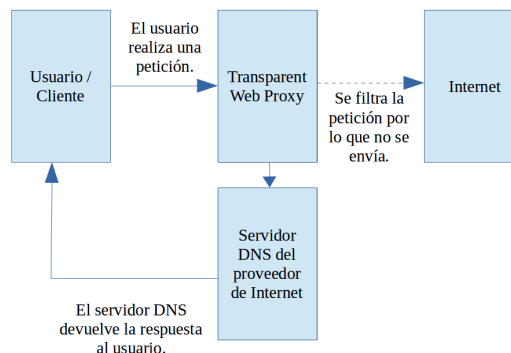 El usuario
realiza una
petición.
Usuario /
Cliente
Transparent
Web Proxy
Internet
Se filtra la
petición por
lo que no se
envía.
Servidor
DNS del
proveedor
de Internet
El servidor DNS
devuelve la respuesta
al usuario.